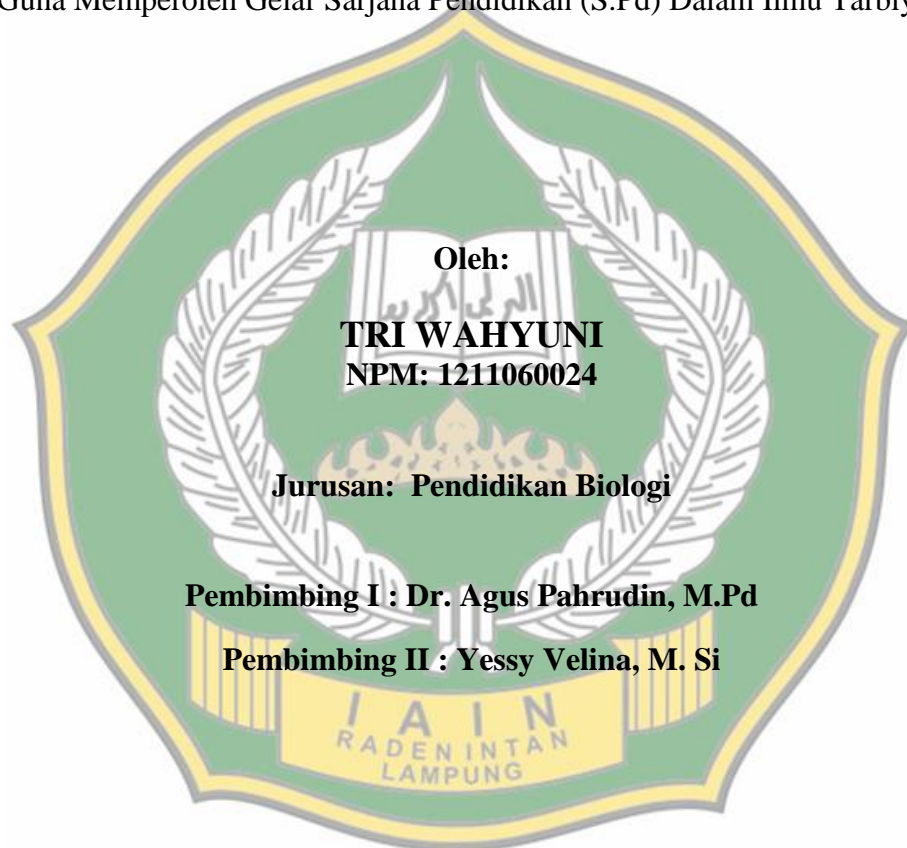 Guna Memperoleh Gelar Sarjana Pendidikan (S.Pd) Dalam Ilmu
Oleh:
TRI WAHYUNI
NPM: 1211060024
Jurusan: Pendidikan Biologi
Pembimbing I : Dr. Agus Pahrudin, M.Pd
Pembimbing II : Yessy Velina, M. Si
I A I N
RADEN INTAN
LAMPUNG